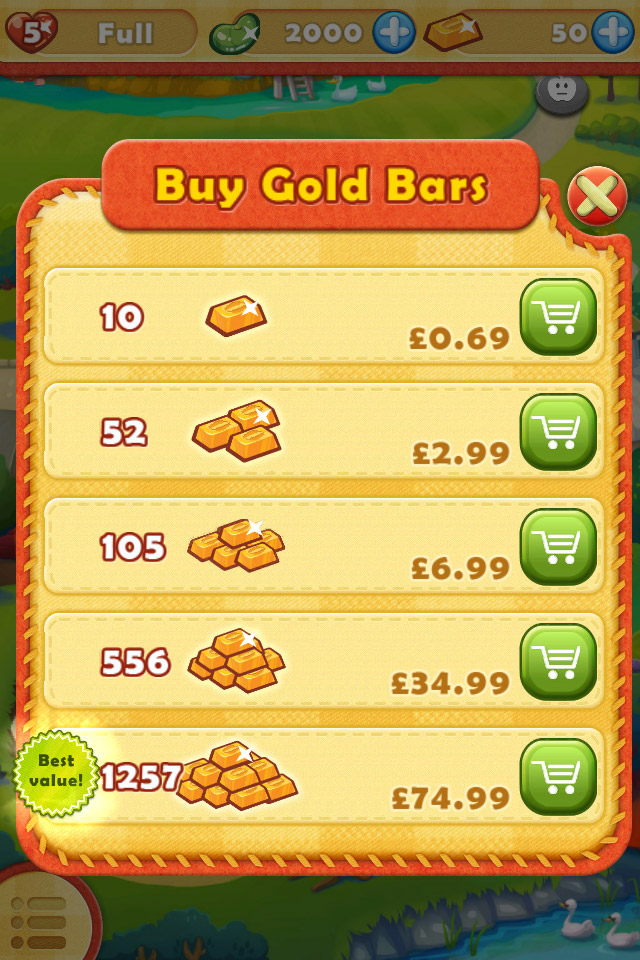 5 Full 2000 50
Buy Gold Bars
10 £0.69
52 £2.99
105 £6.99
556 £34.99
Best
value!
1257 £74.99